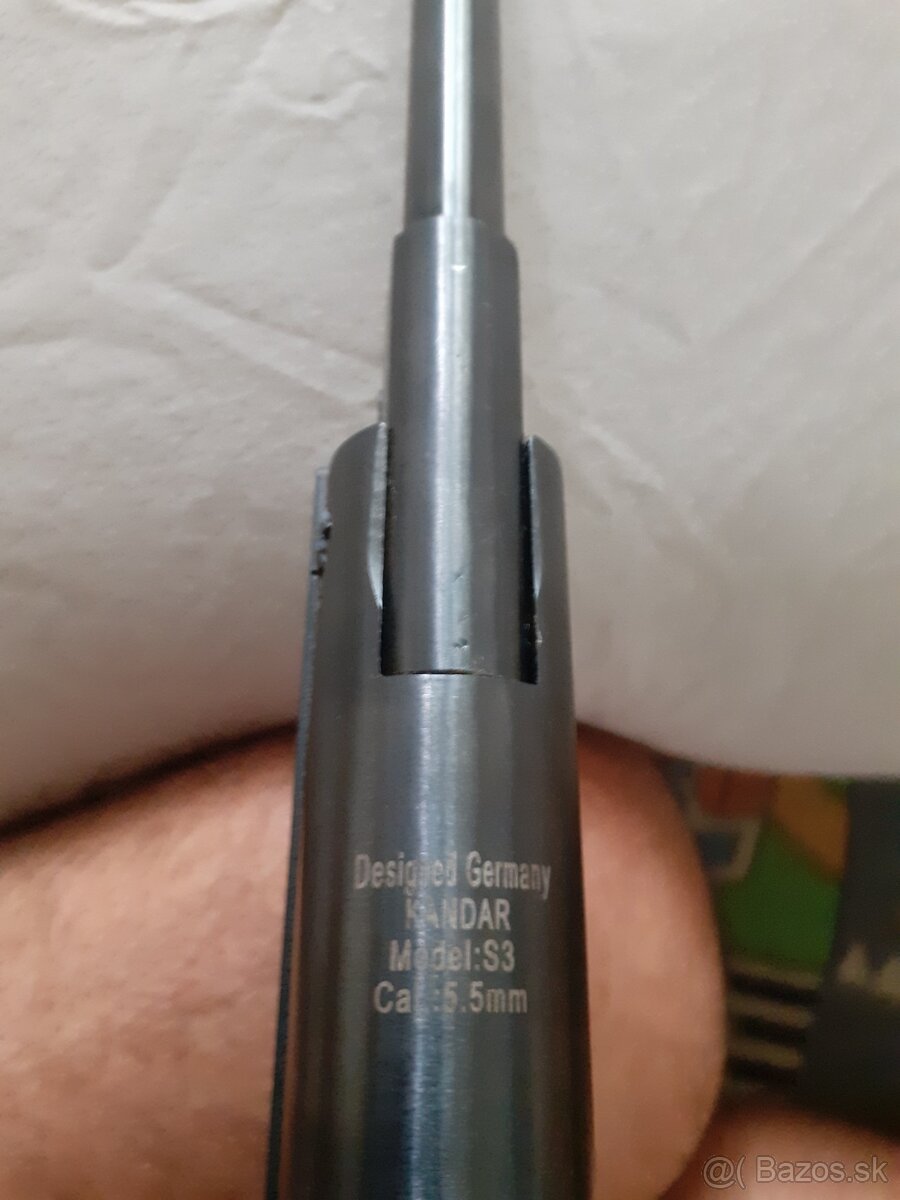 Designed Germany
KANDAR
Model:S3
Cal.:5.5mm
@( Bazos.sk